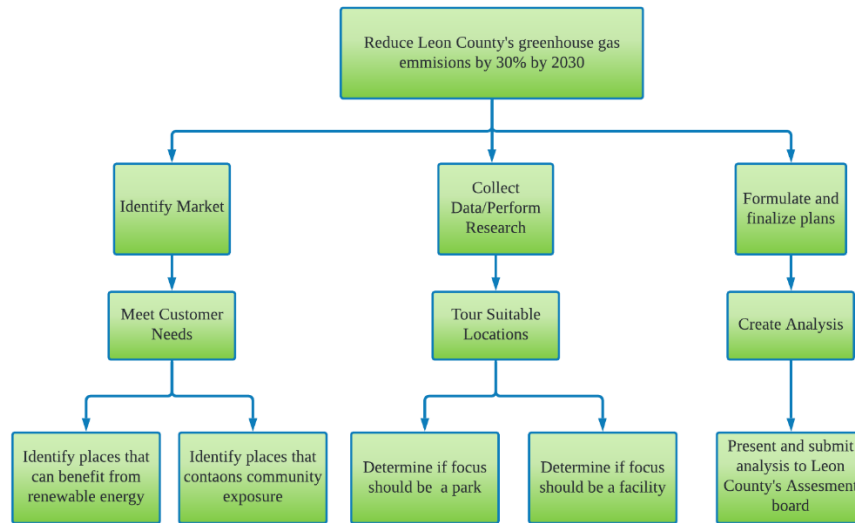 Reduce Leon County's greenhouse gas
emmisions by 30% by 2030
Identify Market
Collect
Data/Perform
Research
Formulate and
finalize plans
Meet Customer
Needs
Tour Suitable
Locations
Create Analysis
Identify places that
can benefit from
renewable energy
Identify places that
contaons community
exposure
Determine if focus
should be a park
Determine if focus
should be a facility
Present and submit
analysis to Leon
County's Assesment
board